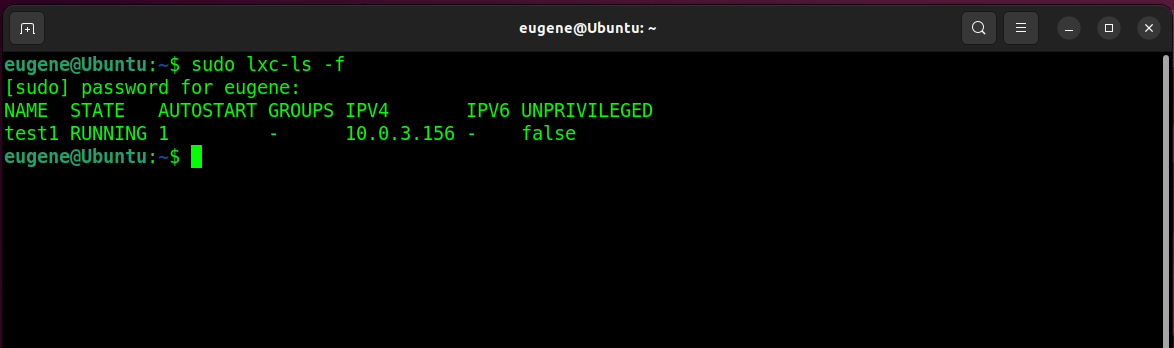 eugene@Ubuntu: ~
eugene@Ubuntu:~$ sudo lxc-ls -f
[sudo] password for eugene:
NAME  STATE   AUTOSTART GROUPS IPV4       IPV6 UNPRIVILEGED
test1 RUNNING 1         -      10.0.3.156 -    false
eugene@Ubuntu:~$